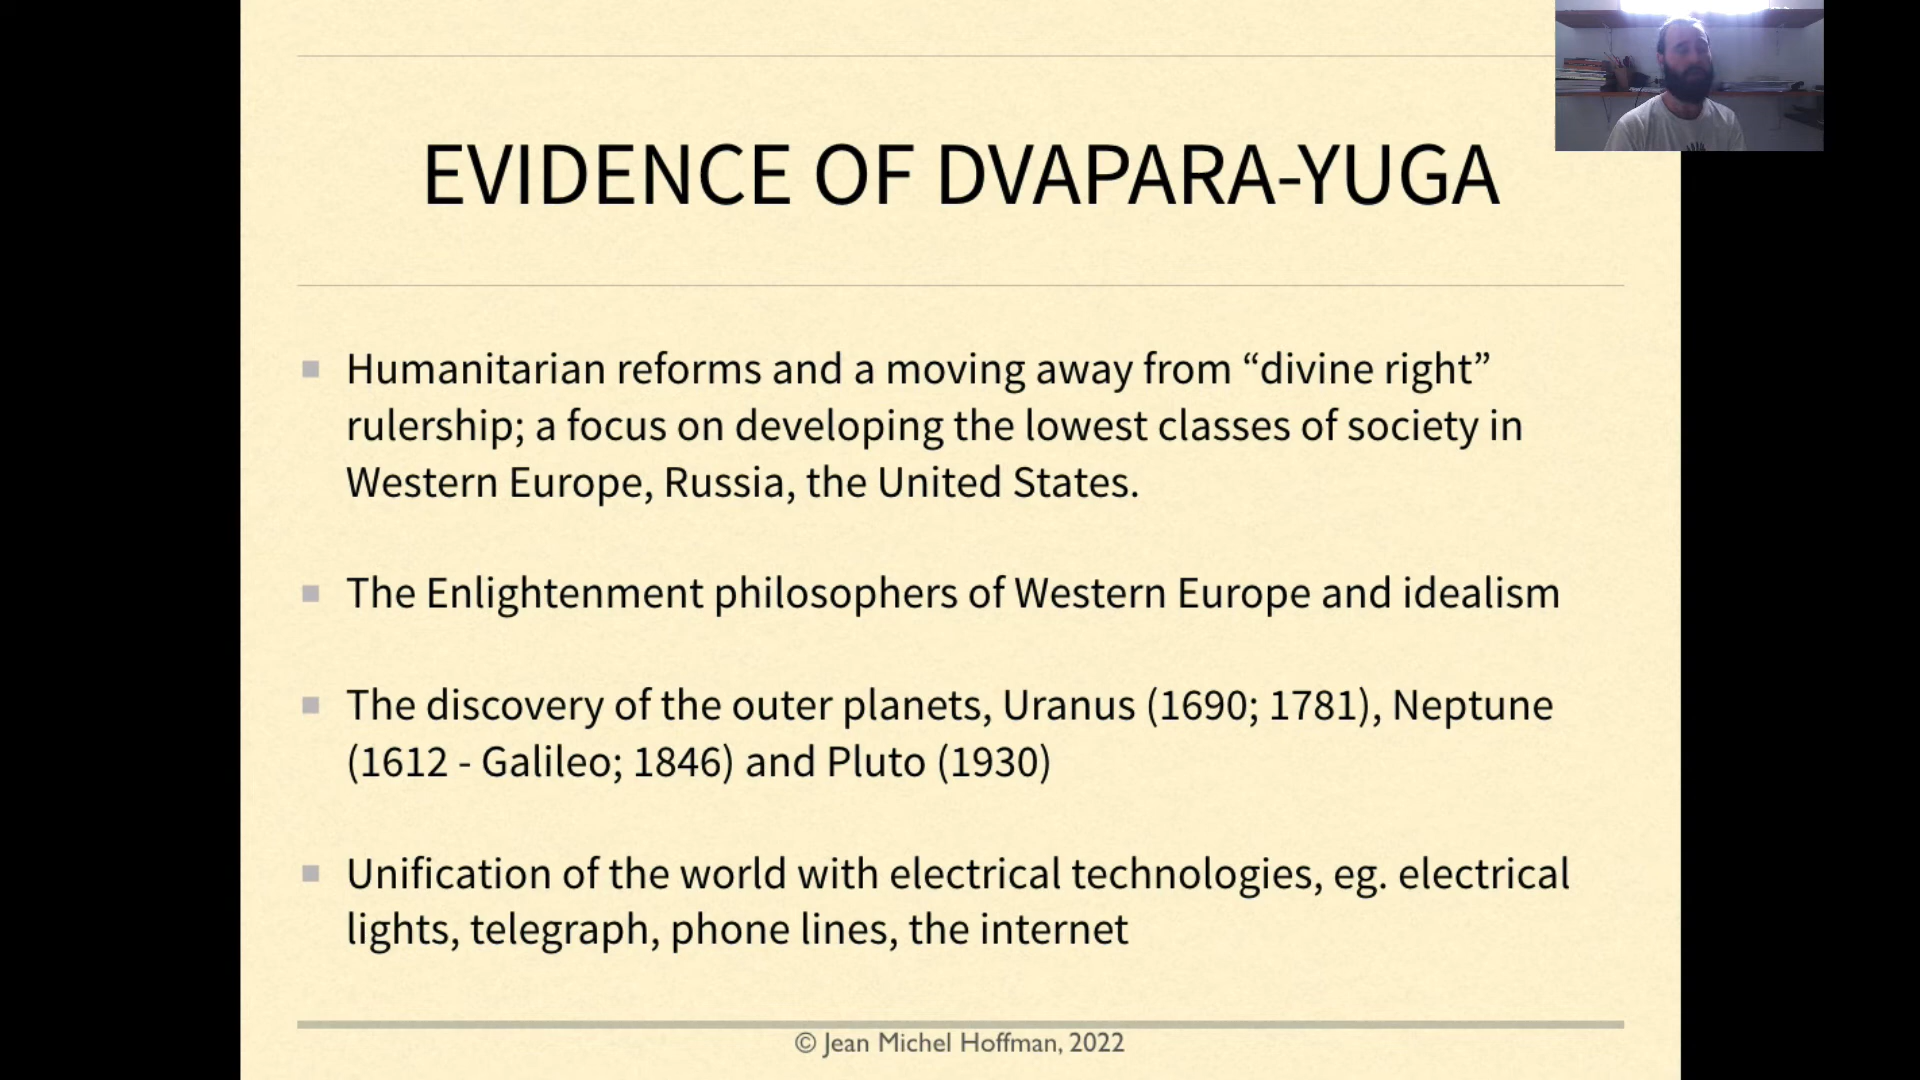 EVIDENCE OF DVAPARA-YUGA
Humanitarian reforms and a moving away from “divine right”
rulership; a focus on developing the lowest classes of society in
Western Europe, Russia, the United States.
The Enlightenment philosophers of Western Europe and idealism
The discovery of the outer planets, Uranus (1690; 1781), Neptune
(1612 - Galileo; 1846) and Pluto (1930)
Unification of the world with electrical technologies, eg. electrical
lights, telegraph, phone lines, the internet
© Jean Michel Hoffman, 2022